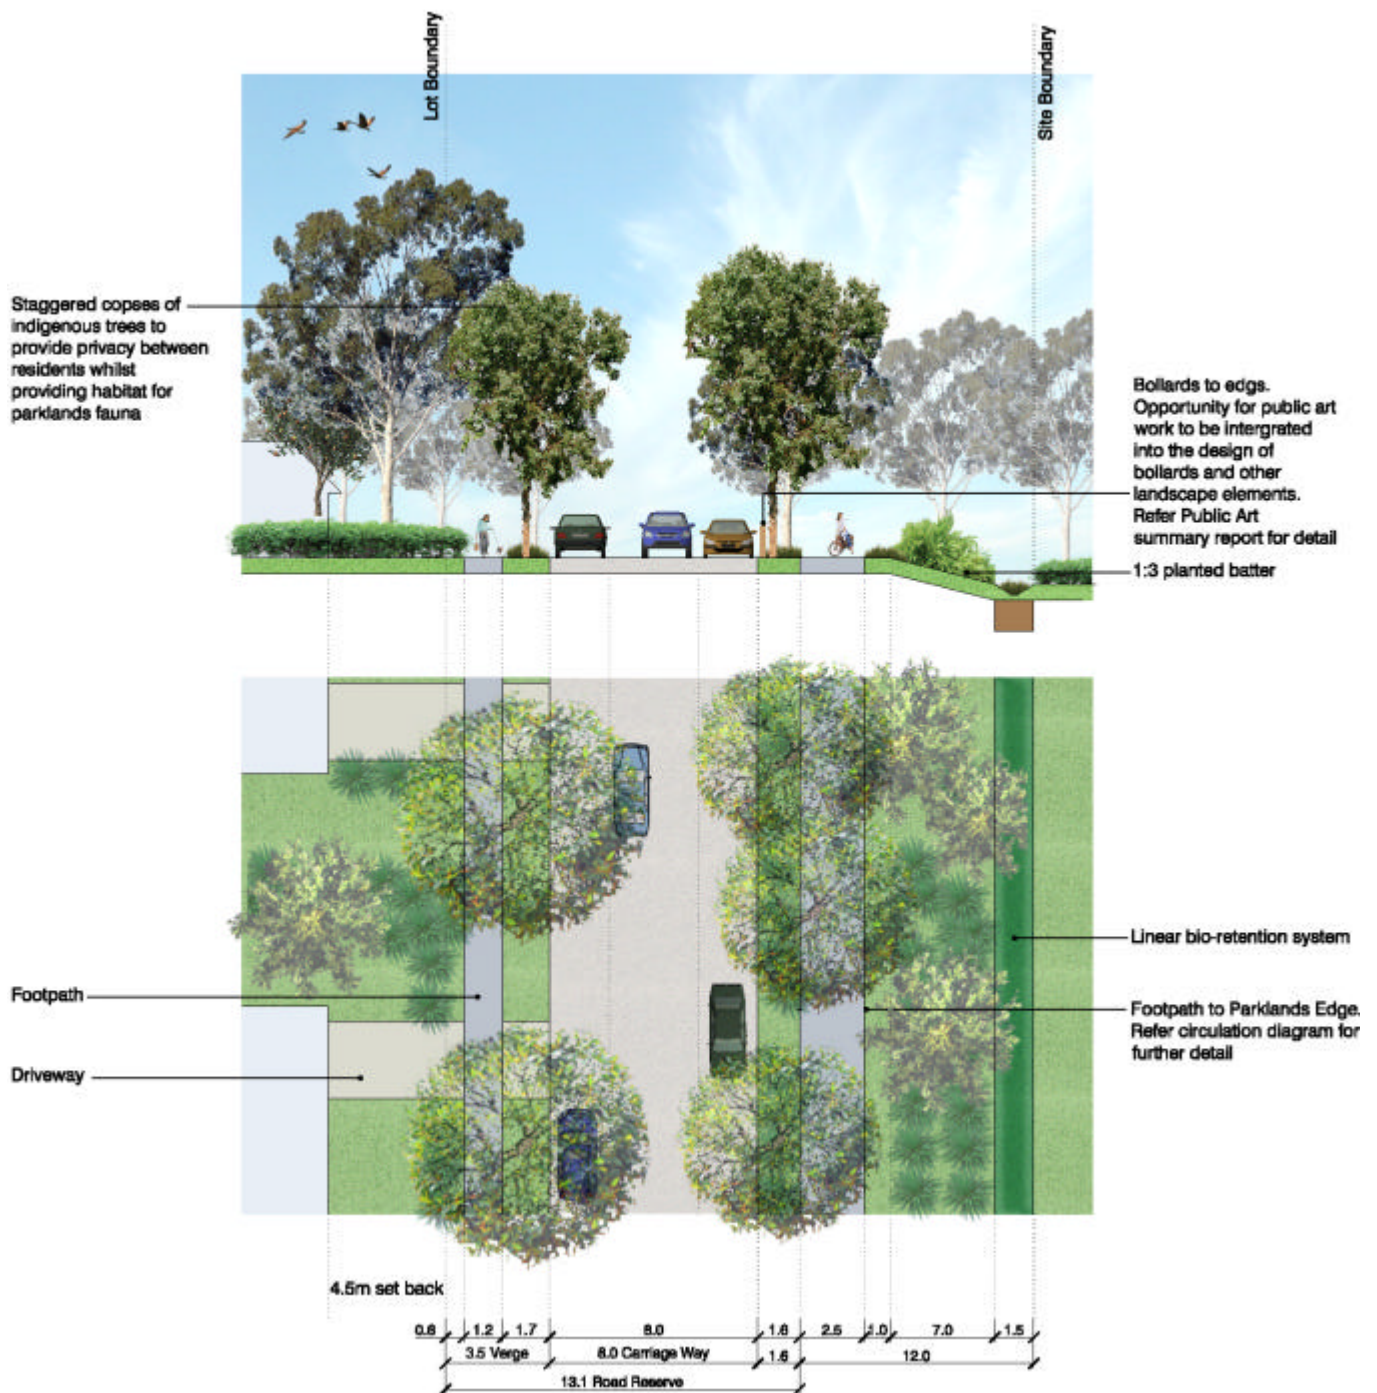 Lot Boundary
Site Boundary
Staggered copses of
indigenous trees to
provide privacy between
residents whilst
providing habitat for
parklands fauna
Bollards to edgs.
Opportunity for public art
work to be intergrated
into the design of
bollards and other
landscape elements.
Refer Public Art
summary report for detail
1:3 planted batter
Linear bio-retention system
Footpath
Footpath to Parklands Edge.
Refer circulation diagram for
further detail
Driveway
4.5m set back
0.6 1.2 1.7 8.0 1.6 2.5 1.0 7.0 1.5
3.5 Verge 8.0 Carriage Way 1.6 12.0
13.1 Road Reserve